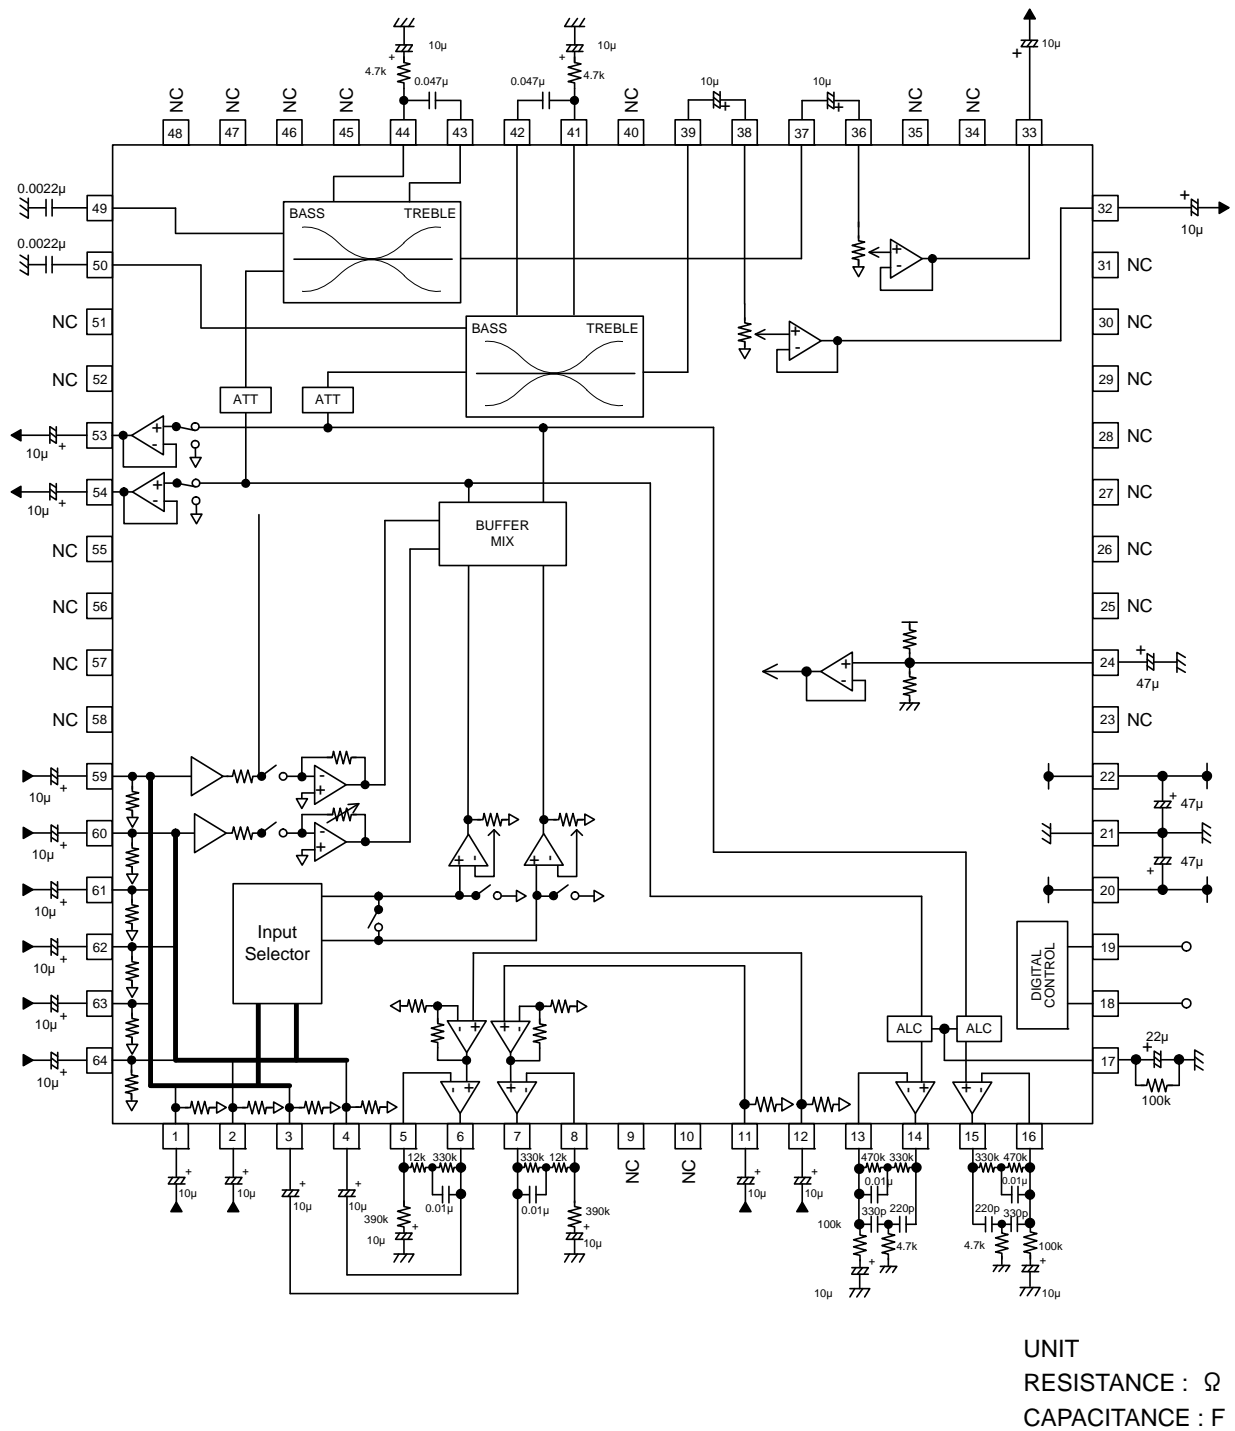 10μ
10μ
10μ
4.7k
0.047μ
0.047μ
4.7k
10μ
10μ
NC NC NC NC NC NC NC
48 47 46 45 44 43 42 41 40 39 38 37 36 35 34 33
0.0022μ
49
BASS TREBLE
32
10μ
0.0022μ
50
31 NC
NC 51
BASS TREBLE
30 NC
NC 52
ATT ATT
29 NC
53
10μ
28 NC
54
10μ
27 NC
BUFFER
MIX
NC 55
26 NC
NC 56
25 NC
NC 57
24
47μ
NC 58
23 NC
59
10μ
22
47μ
60
10μ
21
47μ
61
10μ
20
Input
Selector
62
10μ
19
DIGITAL
CONTROL
63
10μ
18
ALC ALC
64
10μ
17
22μ
100k
1 2 3 4 5 6 7 8 9 10 11 12 13 14 15 16
NC NC
12k 330k 330k 12k 470k 330k 330k 470k
10μ 10μ 10μ 10μ
0.01μ 0.01μ
10μ 10μ
0.01μ 0.01μ
390k 390k
10μ 10μ
330p 220p 220p 330p
100k 4.7k 4.7k 100k
10μ 10μ
UNIT
RESISTANCE : Ω
CAPACITANCE : F